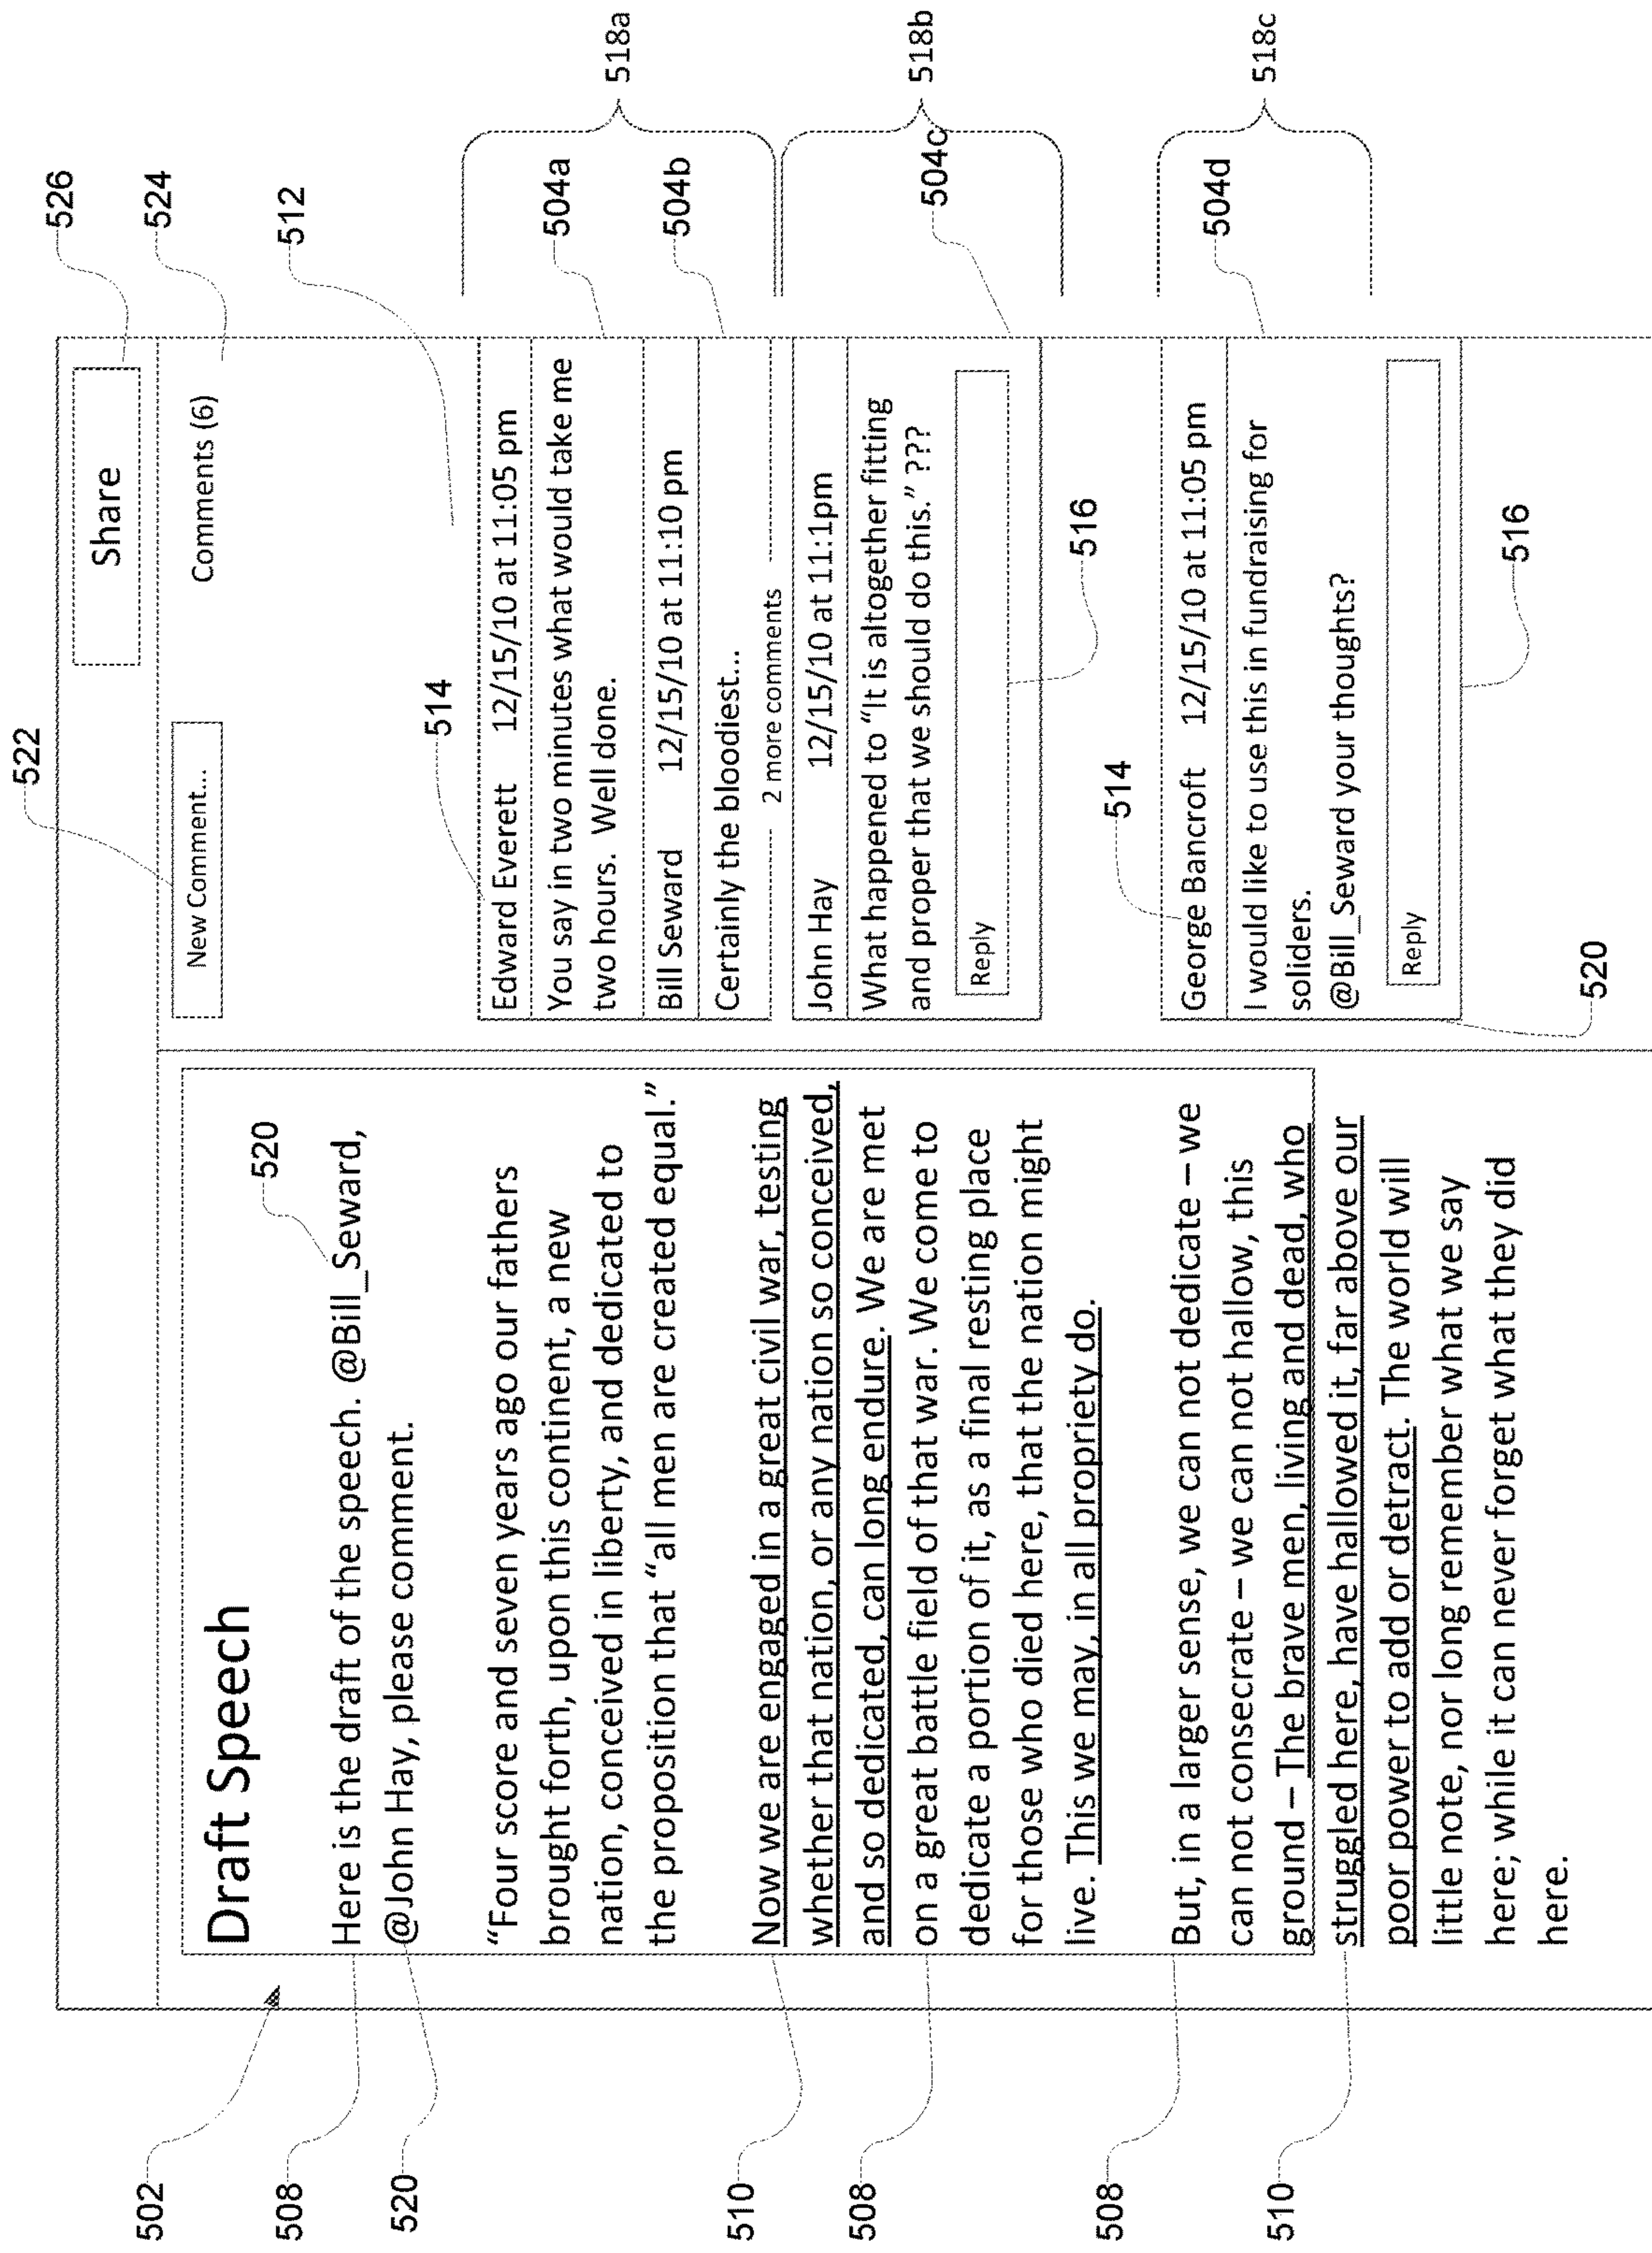 522
526
524
512
Share
New Comment...
Comments (6)
514
Edward Everett 12/15/10 at 11:05 pm
You say in two minutes what would take me
two hours.  Well done.
Bill Seward 12/15/10 at 11:10 pm
Certainly the bloodiest...
2 more comments
John Hay 12/15/10 at 11:1pm
What happened to "It is altogether fitting
and proper that we should do this." ???
Reply
516
514
George Bancroft 12/15/10 at 11:05 pm
I would like to use this in fundraising for
soliders.
@Bill_Seward your thoughts?
Reply
516
520
504a
504b
504c
504d
518a
518b
518c
502
508
520
510
508
508
510
Draft Speech
520
Here is the draft of the speech. @Bill_Seward,
@John Hay, please comment.
"Four score and seven years ago our fathers
brought forth, upon this continent, a new
nation, conceived in liberty, and dedicated to
the proposition that "all men are created equal."
Now we are engaged in a great civil war, testing
whether that nation, or any nation so conceived,
and so dedicated, can long endure. We are met
on a great battle field of that war. We come to
dedicate a portion of it, as a final resting place
for those who died here, that the nation might
live. This we may, in all propriety do.
But, in a larger sense, we can not dedicate – we
can not consecrate – we can not hallow, this
ground – The brave men, living and dead, who
struggled here, have hallowed it, far above our
poor power to add or detract. The world will
little note, nor long remember what we say
here; while it can never forget what they did
here.